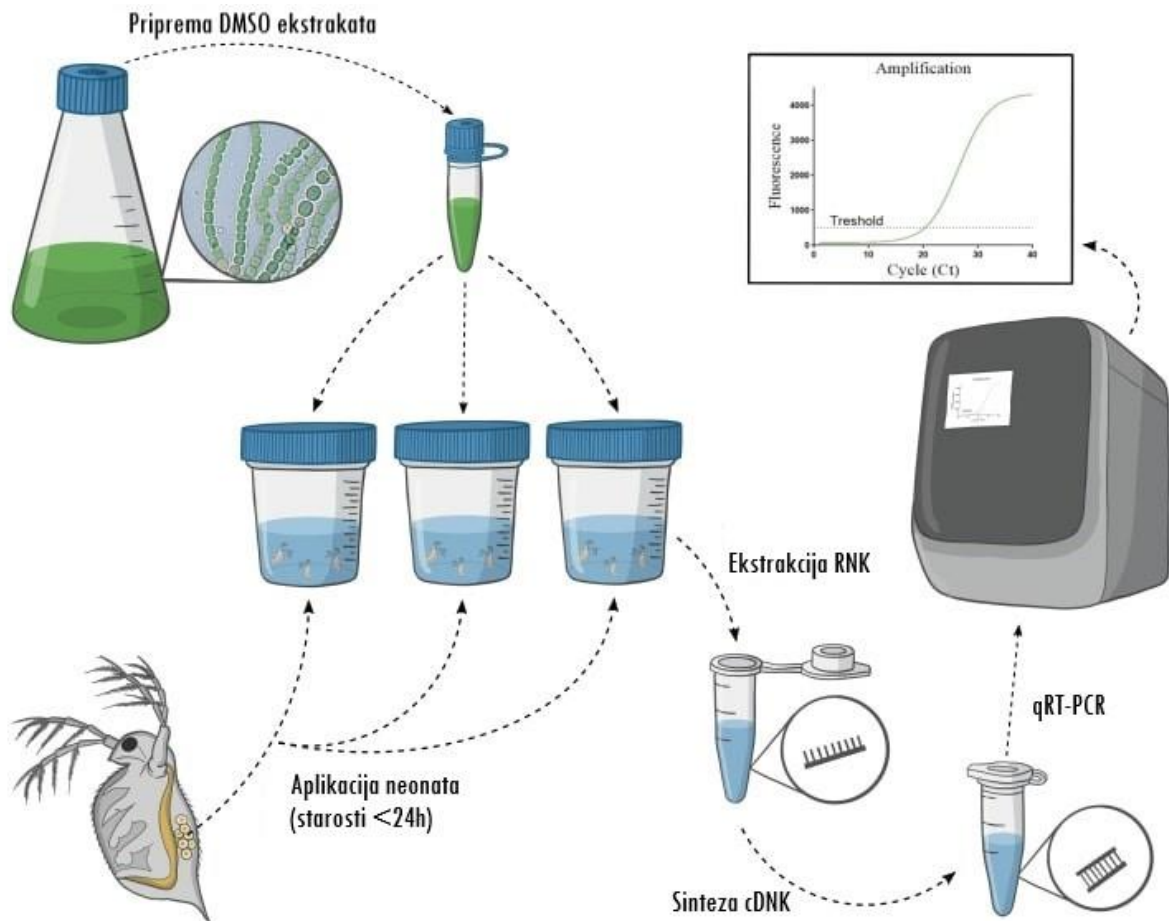 Priprema DMSO ekstrakata
Amplification
Fluorescence
4000
3000
2000
1000
0
Treshold
0
10
20
30
40
Cycle (Ct)
Ekstrakcija RNK
Aplikacija neonata
(starosti <24h)
qRT-PCR
Sinteza cDNK